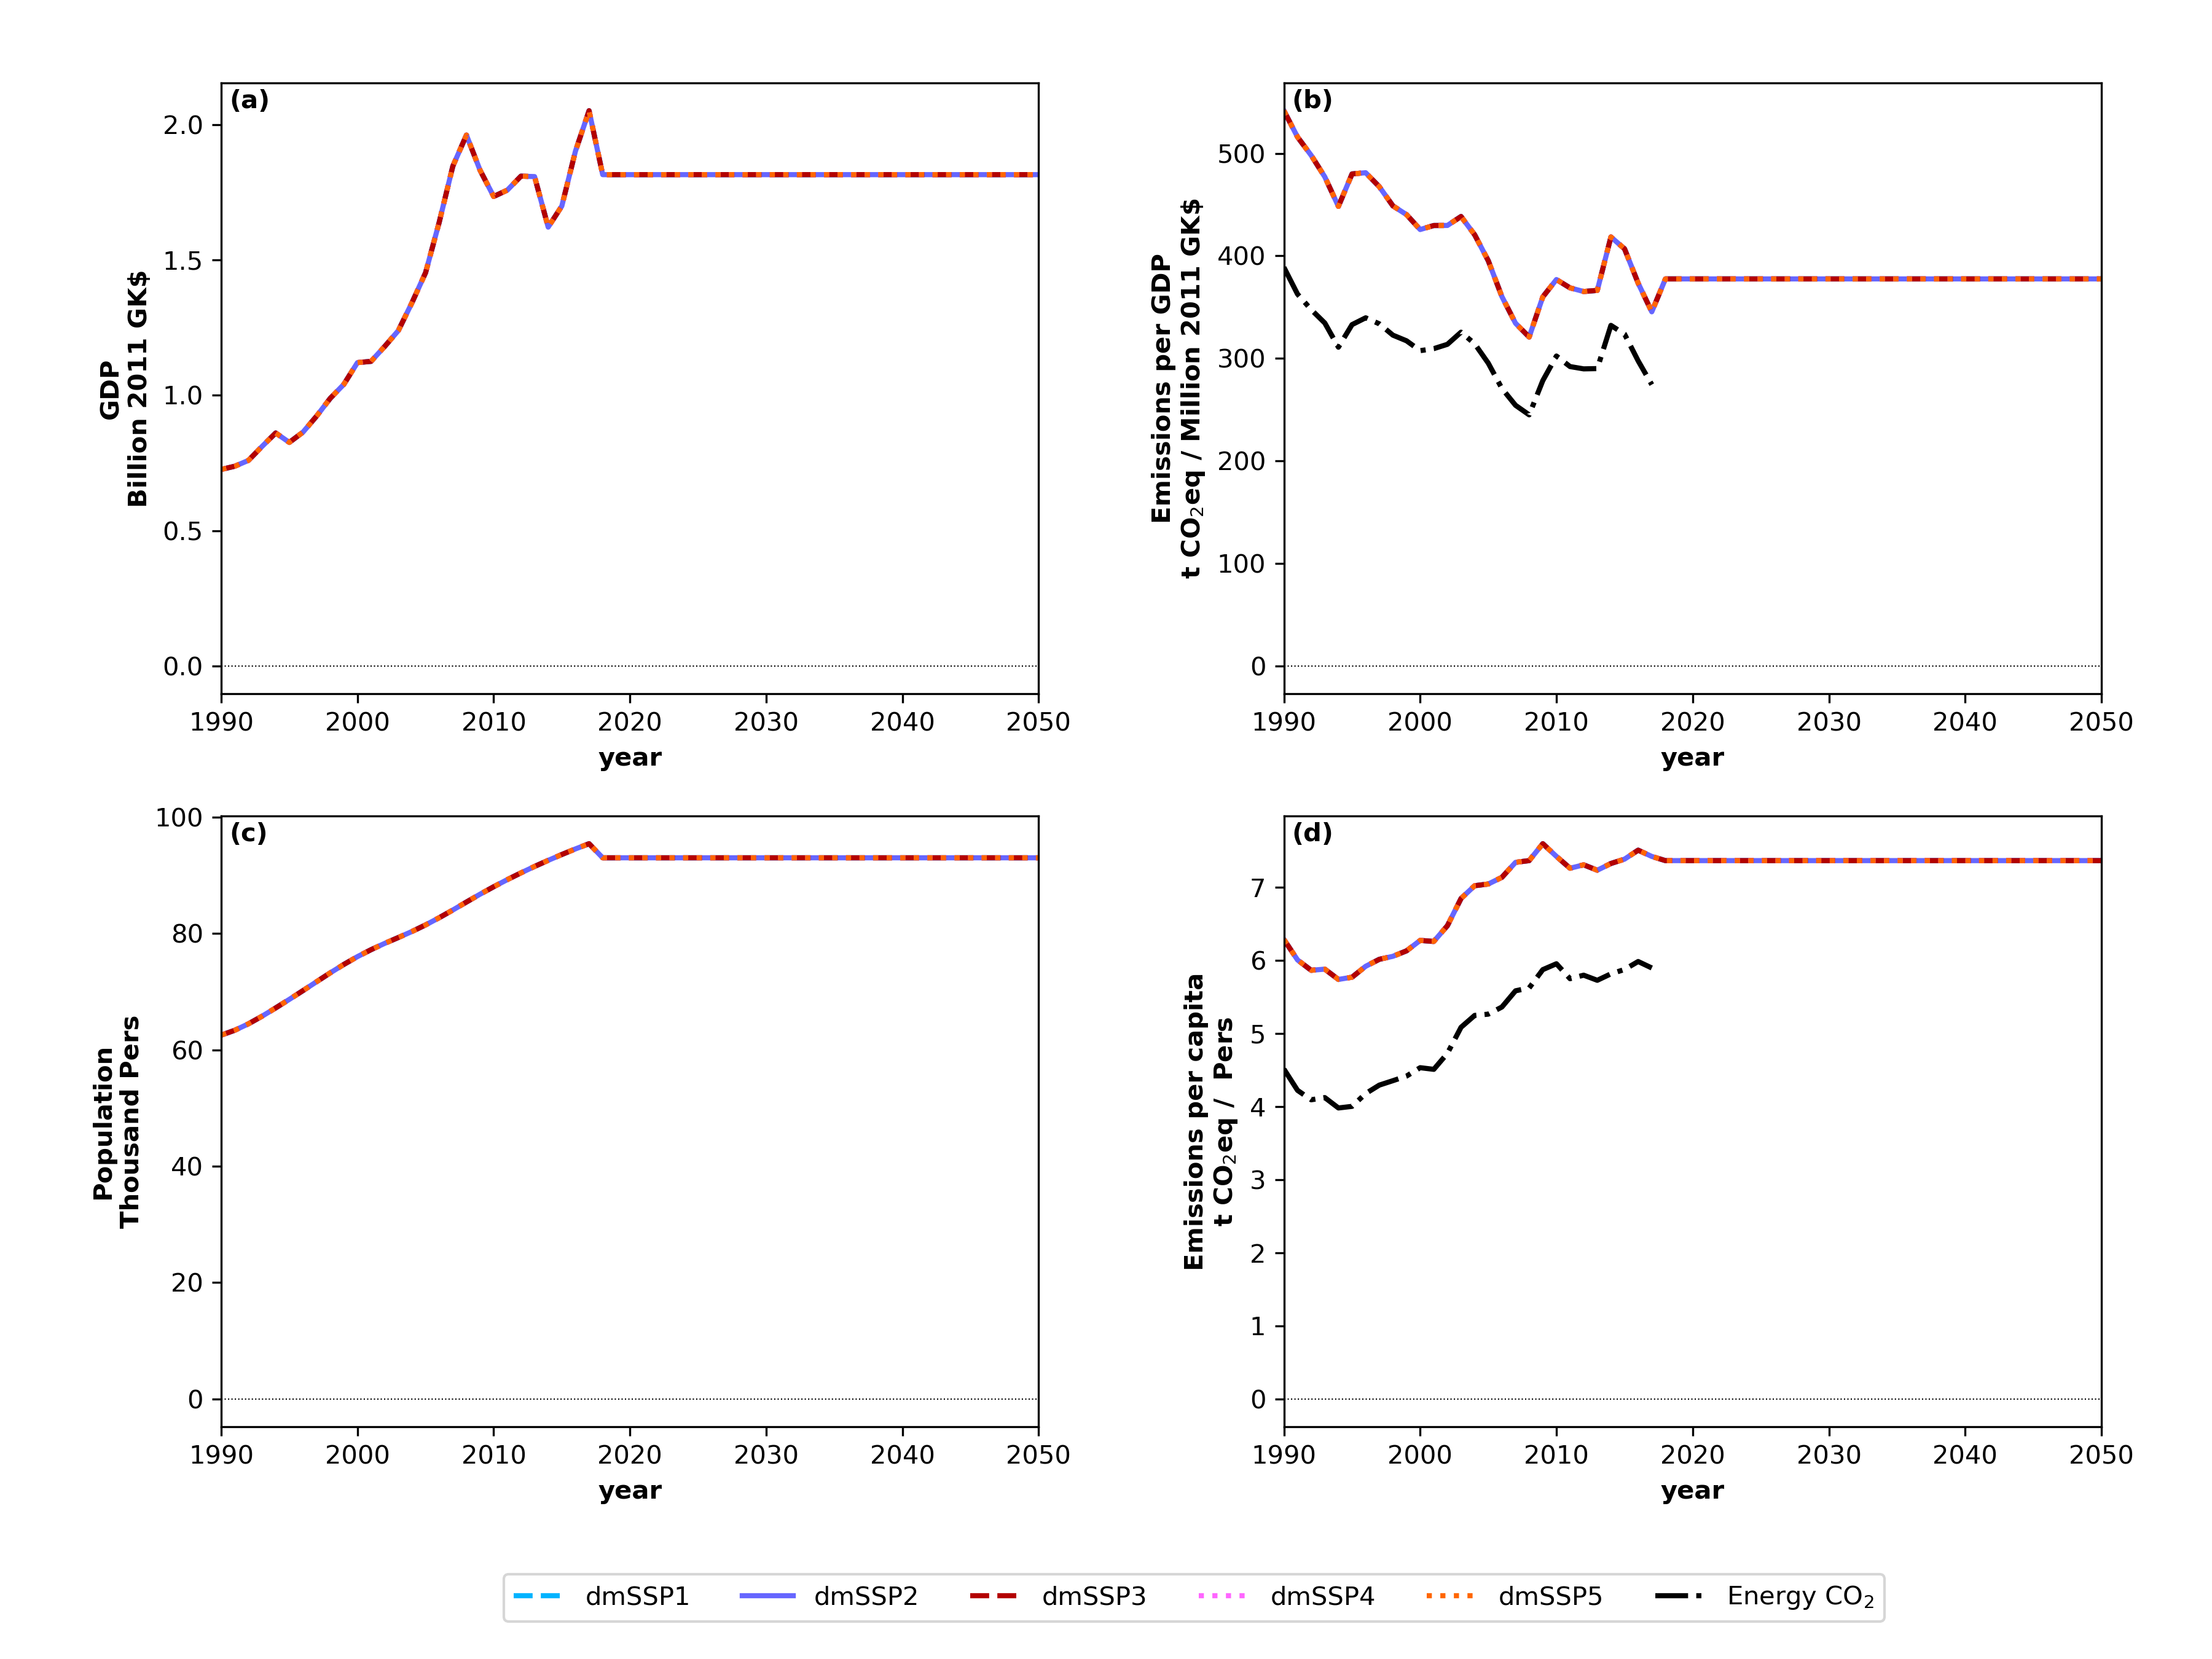 (a)
2.0
1.5
1.0
0.5
0.0
GDP
Billion 2011 GK$
1990 2000 2010 2020 2030 2040 2050
year
(b)
500
400
300
200
100
0
Emissions per GDP
t CO₂eq / Million 2011 GK$
1990 2000 2010 2020 2030 2040 2050
year
(c)
100
80
60
40
20
0
Population
Thousand Pers
1990 2000 2010 2020 2030 2040 2050
year
(d)
7
6
5
4
3
2
1
0
Emissions per capita
t CO₂eq / Pers
1990 2000 2010 2020 2030 2040 2050
year
dmSSP1 dmSSP2 dmSSP3 dmSSP4 dmSSP5 Energy CO₂